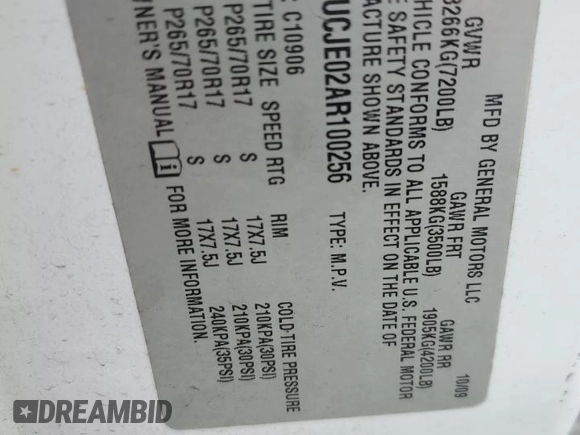 MFD BY GENERAL MOTORS LLC 10/09
GVWR GAWR FRT GAWR RR
3266KG(7200LB) 1588KG(3500LB) 1905KG(4200LB)
EHICLE CONFORMS TO ALL APPLICABLE U.S. FEDERAL MOTOR
E SAFETY STANDARDS IN EFFECT ON THE DATE OF
FACTURE SHOWN ABOVE.
UCJE02AR100256 TYPE: M.P.V.
: C10906
TIRE SIZE SPEED RTG RIM COLD TIRE PRESSURE
P265/70R17 S 17X7.5J 210KPA(30PSI)
P265/70R17 S 17X7.5J 210KPA(30PSI)
P265/70R17 S 17X7.5J 240KPA(35PSI)
WNER'S MANUAL FOR MORE INFORMATION.
DREAMBID